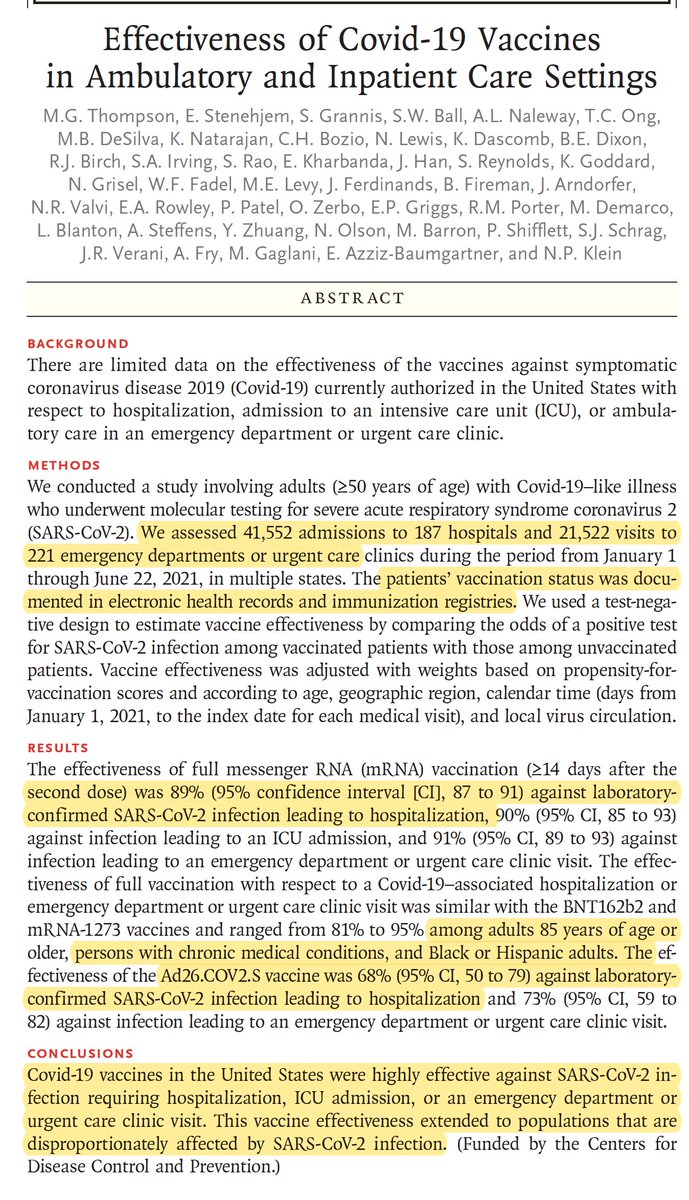 Effectiveness of Covid-19 Vaccines
in Ambulatory and Inpatient Care Settings
M.G. Thompson, E. Stenehjem, S. Grannis, S.W. Ball, A.L. Naleway, T.C. Ong,
M.B. DeSilva, K. Natarajan, C.H. Bozio, N. Lewis, K. Dascomb, B.E. Dixon,
R.J. Birch, S.A. Irving, S. Rao, E. Kharbanda, J. Han, S. Reynolds, K. Goddard,
N. Grisel, W.F. Fadel, M.E. Levy, J. Ferdinands, B. Fireman, J. Arndorfer,
N.R. Valvi, E.A. Rowley, P. Patel, O. Zerbo, E.P. Griggs, R.M. Porter, M. Demarco,
L. Blanton, A. Steffens, Y. Zhuang, N. Olson, M. Barron, P. Shifflett, S.J. Schrag,
J.R. Verani, A. Fry, M. Gaglani, E. Azziz-Baumgartner, and N.P. Klein
ABSTRACT
BACKGROUND
There are limited data on the effectiveness of the vaccines against symptomatic
coronavirus disease 2019 (Covid-19) currently authorized in the United States with
respect to hospitalization, admission to an intensive care unit (ICU), or ambula-
tory care in an emergency department or urgent care clinic.
METHODS
We conducted a study involving adults (≥50 years of age) with Covid-19–like illness
who underwent molecular testing for severe acute respiratory syndrome coronavirus 2
(SARS-CoV-2). We assessed 41,552 admissions to 187 hospitals and 21,522 visits to
221 emergency departments or urgent care clinics during the period from January 1
through June 22, 2021, in multiple states. The patients’ vaccination status was docu-
mented in electronic health records and immunization registries. We used a test-nega-
tive design to estimate vaccine effectiveness by comparing the odds of a positive test
for SARS-CoV-2 infection among vaccinated patients with those among unvaccinated
patients. Vaccine effectiveness was adjusted with weights based on propensity-for-
vaccination scores and according to age, geographic region, calendar time (days from
January 1, 2021, to the index date for each medical visit), and local virus circulation.
RESULTS
The effectiveness of full messenger RNA (mRNA) vaccination (≥14 days after the
second dose) was 89% (95% confidence interval [CI], 87 to 91) against laboratory-
confirmed SARS-CoV-2 infection leading to hospitalization, 90% (95% CI, 85 to 93)
against infection leading to an ICU admission, and 91% (95% CI, 89 to 93) against
infection leading to an emergency department or urgent care clinic visit. The effec-
tiveness of full vaccination with respect to a Covid-19–associated hospitalization or
emergency department or urgent care clinic visit was similar with the BNT162b2 and
mRNA-1273 vaccines and ranged from 81% to 95% among adults 85 years of age or
older, persons with chronic medical conditions, and Black or Hispanic adults. The ef-
fectiveness of the Ad26.COV2.S vaccine was 68% (95% CI, 50 to 79) against laboratory-
confirmed SARS-CoV-2 infection leading to hospitalization and 73% (95% CI, 59 to
82) against infection leading to an emergency department or urgent care clinic visit.
CONCLUSIONS
Covid-19 vaccines in the United States were highly effective against SARS-CoV-2 in-
fection requiring hospitalization, ICU admission, or an emergency department or
urgent care clinic visit. This vaccine effectiveness extended to populations that are
disproportionately affected by SARS-CoV-2 infection. (Funded by the Centers for
Disease Control and Prevention.)